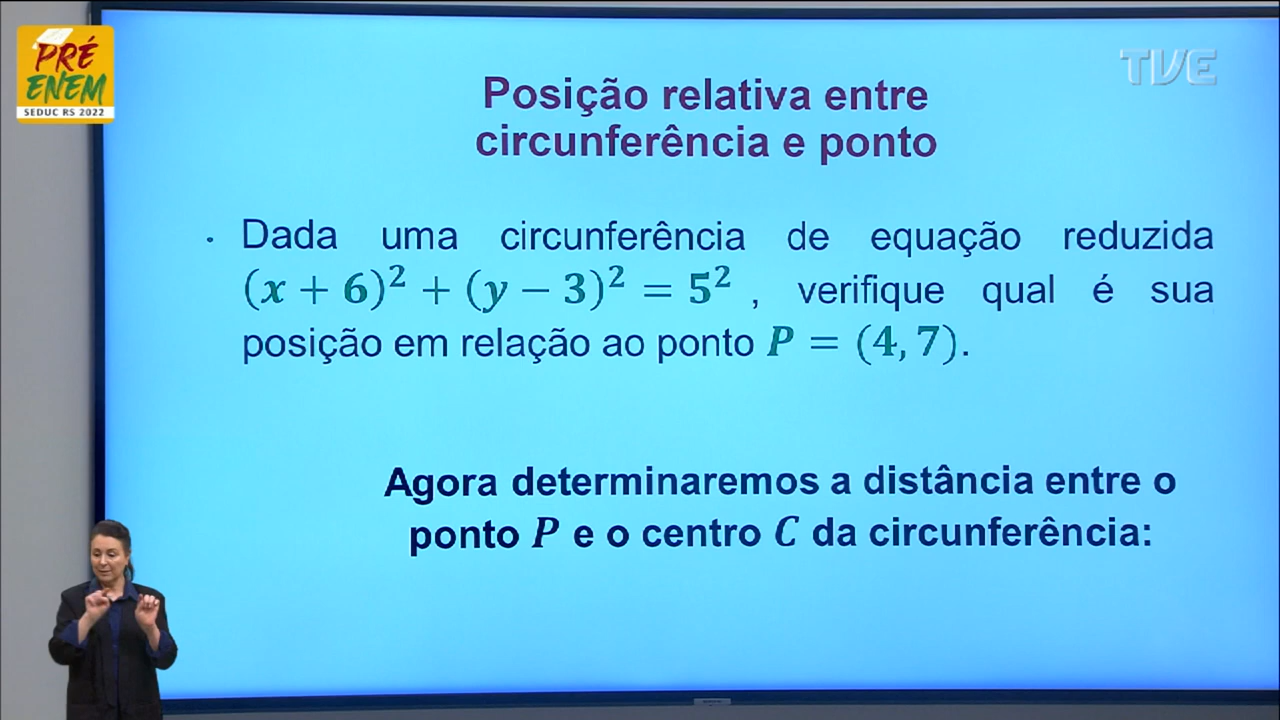 PRÉ
ENEM
SEDUC RS 2022
TVE
Posição relativa entre
circunferência e ponto
· Dada uma circunferência de equação reduzida
(x + 6)² + (y − 3)² = 5² , verifique qual é sua
posição em relação ao ponto P = (4, 7).
Agora determinaremos a distância entre o
ponto P e o centro C da circunferência: